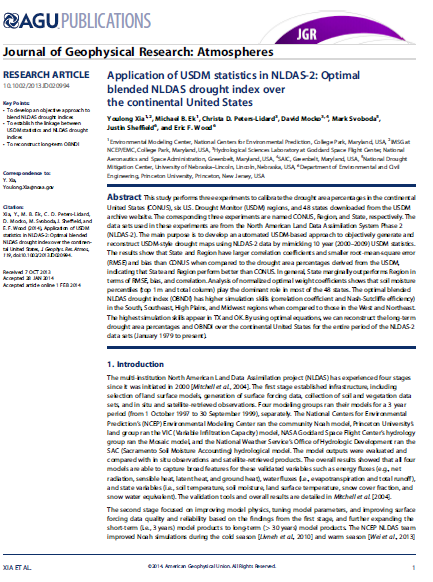 AGU PUBLICATIONS
JGR
Journal of Geophysical Research: Atmospheres
RESEARCH ARTICLE
10.1002/2013JD020994
Key Points:
• To develop an objective approach to
blend NLDAS drought indices
• To establish the linkage between
USDM statistics and NLDAS drought
indices
• To reconstruct long-term OBNDI
Correspondence to:
Y. Xia,
Youlong.Xia@noaa.gov
Citation:
Xia, Y., M. B. Ek, C. D. Peters-Lidard,
D. Mocko, M. Svoboda, J. Sheffield, and
E. F. Wood (2014), Application of USDM
statistics in NLDAS-2: Optimal blended
NLDAS drought index over the continen-
tal United States, J. Geophys. Res. Atmos.,
119, doi:10.1002/2013JD020994.
Received 7 OCT 2013
Accepted 28 JAN 2014
Accepted article online 1 FEB 2014
Application of USDM statistics in NLDAS-2: Optimal
blended NLDAS drought index over
the continental United States
Youlong Xia1,2, Michael B. Ek1, Christa D. Peters-Lidard3, David Mocko3,4, Mark Svoboda5,
Justin Sheffield6, and Eric F. Wood6
1Environmental Modeling Center, National Centers for Environmental Prediction, College Park, Maryland, USA, 2IMSG at
NCEP/EMC, College Park, Maryland, USA, 3Hydrological Sciences Laboratory at Goddard Space Flight Center, National
Aeronautics and Space Administration, Greenbelt, Maryland, USA, 4SAIC, Greenbelt, Maryland, USA, 5National Drought
Mitigation Center, University of Nebraska-Lincoln, Lincoln, Nebraska, USA, 6Department of Environmental and Civil
Engineering, Princeton University, Princeton, New Jersey, USA
Abstract This study performs three experiments to calibrate the drought area percentages in the continental
United States (CONUS), six U.S. Drought Monitor (USDM) regions, and 48 states downloaded from the USDM
archive website. The corresponding three experiments are named CONUS, Region, and State, respectively. The
data sets used in these experiments are from the North American Land Data Assimilation System Phase 2
(NLDAS-2). The main purpose is to develop an automated USDM-based approach to objectively generate and
reconstruct USDM-style drought maps using NLDAS-2 data by mimicking 10 year (2000–2009) USDM statistics.
The results show that State and Region have larger correlation coefficients and smaller root-mean-square error
(RMSE) and bias than CONUS when compared to the drought area percentages derived from the USDM,
indicating that State and Region perform better than CONUS. In general, State marginally outperforms Region in
terms of RMSE, bias, and correlation. Analysis of normalized optimal weight coefficients shows that soil moisture
percentiles (top 1 m and total column) play the dominant role in most of the 48 states. The optimal blended
NLDAS drought index (OBNDI) has higher simulation skills (correlation coefficient and Nash-Sutcliffe efficiency)
in the South, Southeast, High Plains, and Midwest regions when compared to those in the West and Northeast.
The highest simulation skills appear in TX and OK. By using optimal equations, we can reconstruct the long-term
drought area percentages and OBNDI over the continental United States for the entire period of the NLDAS-2
data sets (January 1979 to present).
1. Introduction
The multi-institution North American Land Data Assimilation project (NLDAS) has experienced four stages
since it was initiated in 2000 [Mitchell et al., 2004]. The first stage established infrastructure, including
selection of land surface models, generation of surface forcing data, collection of soil and vegetation data
sets, and in situ and satellite-retrieved observations. Four modeling groups ran their models for a 3 year
period (from 1 October 1997 to 30 September 1999), separately. The National Centers for Environmental
Prediction's (NCEP) Environmental Modeling Center ran the community Noah model, Princeton University's
land group ran the VIC (Variable Infiltration Capacity) model, NASA Goddard Space Flight Center's hydrology
group ran the Mosaic model, and the National Weather Service's Office of Hydrologic Development ran the
SAC (Sacramento Soil Moisture Accounting) hydrological model. The model outputs were evaluated and
compared with in situ observations and satellite-retrieved products. The overall results showed that all four
models are able to capture broad features for these validated variables such as energy fluxes (e.g., net
radiation, sensible heat, latent heat, and ground heat), water fluxes (i.e., evapotranspiration and total runoff),
and state variables (i.e., soil temperature, soil moisture, land surface temperature, snow cover fraction, and
snow water equivalent). The validation tools and overall results are detailed in Mitchell et al. [2004].
The second stage focused on improving model physics, tuning model parameters, and improving surface
forcing data quality and reliability based on the findings from the first stage, and further expanding the
short-term (i.e., 3 years) model products to long-term (> 30 years) model products. The NCEP NLDAS team
improved Noah simulations during the cold season [Livneh et al., 2010] and warm season [Wei et al., 2013]
XIA ET AL.
©2014. American Geophysical Union. All Rights Reserved.
1